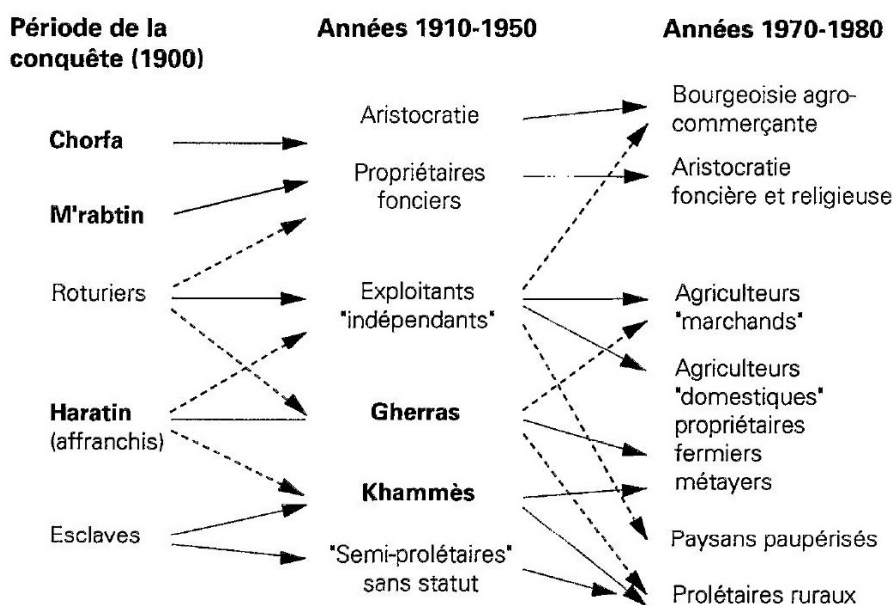 Période de la
conquête (1900)
Années 1910-1950
Années 1970-1980
Chorfa
M'rabtin
Roturiers
Haratin
(affranchis)
Esclaves
Aristocratie
Propriétaires
fonciers
Exploitants
"indépendants"
Gherras
Khammès
"Semi-prolétaires"
sans statut
Bourgeoisie agro-
commerçante
Aristocratie
foncière et religieuse
Agriculteurs
"marchands"
Agriculteurs
"domestiques"
propriétaires
fermiers
métayers
Paysans paupérisés
Prolétaires ruraux